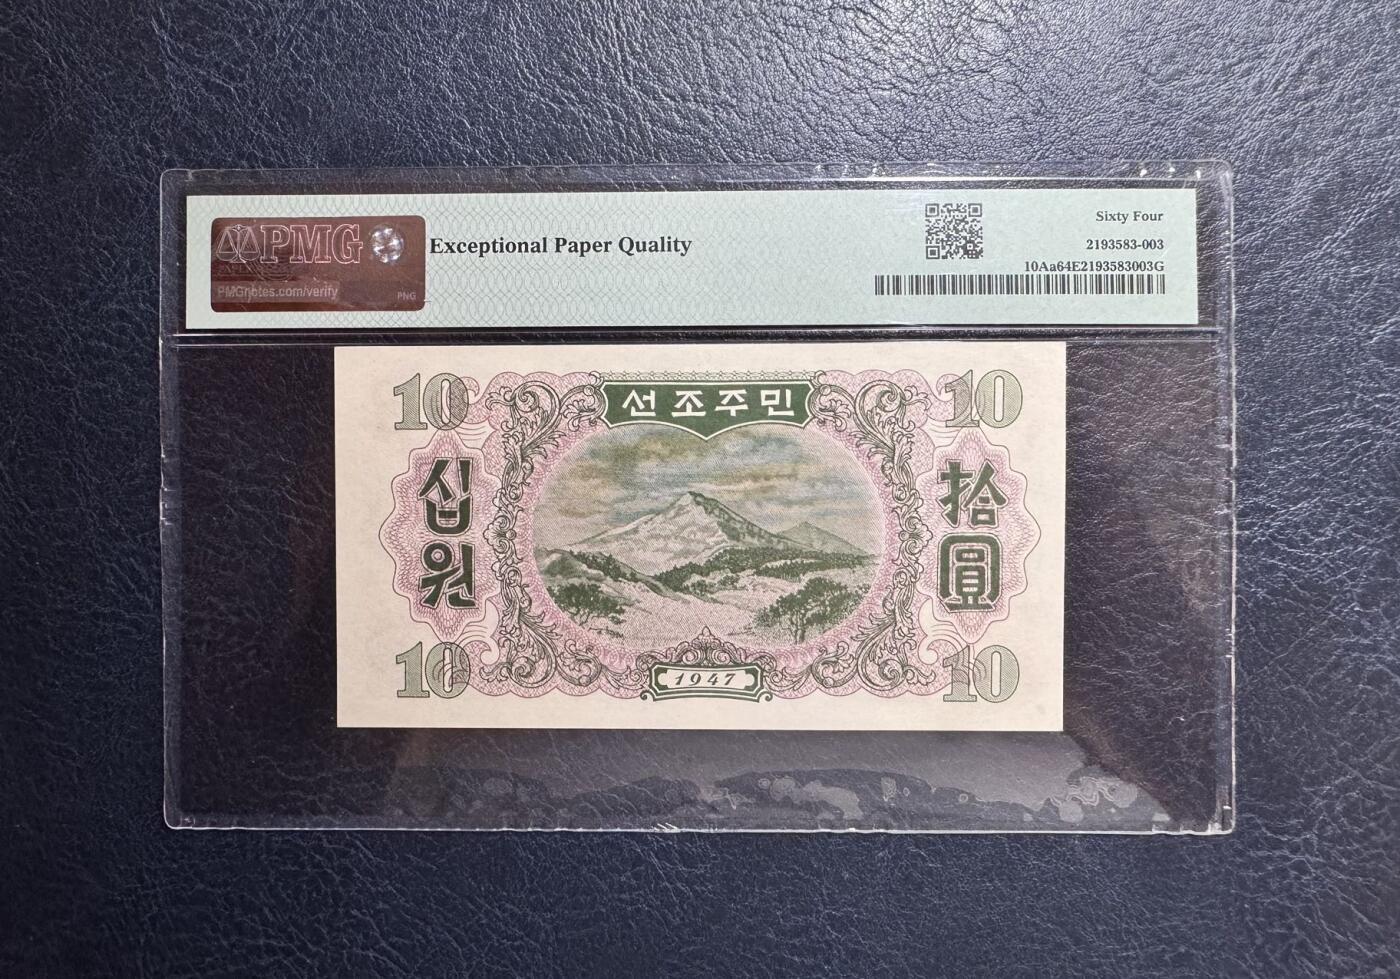 PMG
PMGnotes.com/verify
PNG
Exceptional Paper Quality
Sixty Four
2193583-003
10Aa64E2193583003G
10
선조주민
10
십원
拾圓
10
1947
10